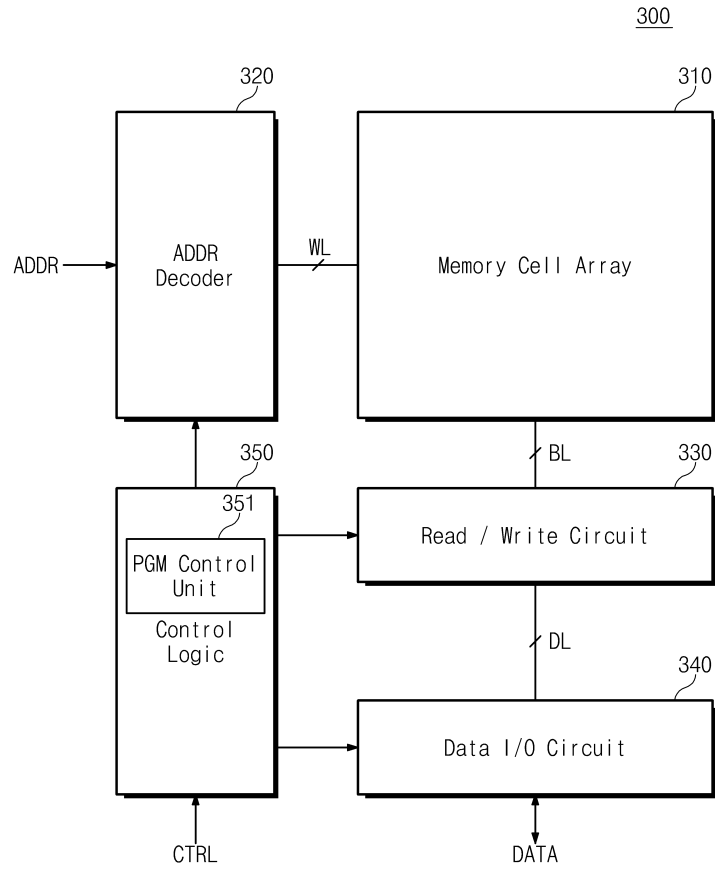 300
320
310
ADDR
ADDR
Decoder
WL
Memory Cell Array
350
BL
330
351
PGM Control
Unit
Control
Logic
Read / Write Circuit
DL
340
Data I/O Circuit
CTRL
DATA